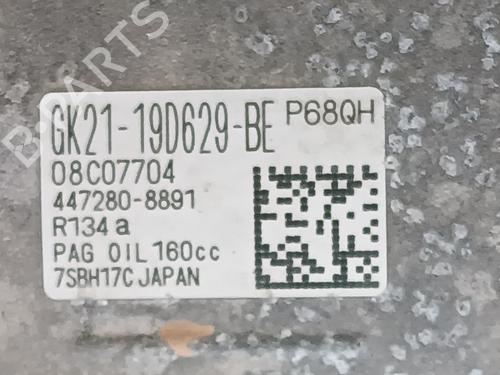 B-PARTS
GK21-19D629-BE P68QH
08C07704
447280-8891
R134a
PAG OIL 160cc
7SBH17C JAPAN